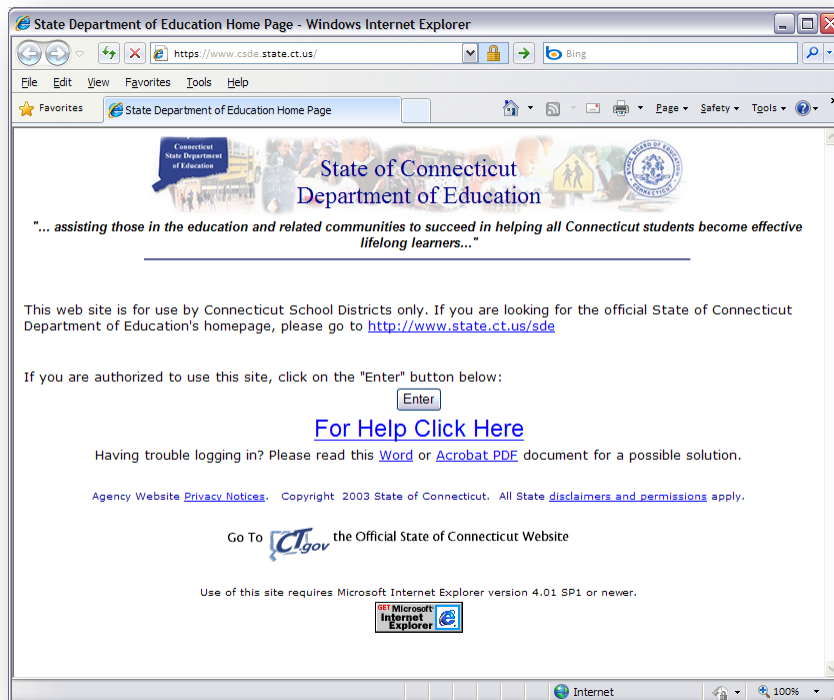 State Department of Education Home Page - Windows Internet Explorer
https://www.csde.state.ct.us/
Bing
File Edit View Favorites Tools Help
Favorites State Department of Education Home Page Page Safety Tools
Connecticut
State Department
of Education
State of Connecticut
Department of Education
"... assisting those in the education and related communities to succeed in helping all Connecticut students become effective
lifelong learners..."
This web site is for use by Connecticut School Districts only. If you are looking for the official State of Connecticut
Department of Education's homepage, please go to http://www.state.ct.us/sde
If you are authorized to use this site, click on the "Enter" button below:
Enter
For Help Click Here
Having trouble logging in? Please read this Word or Acrobat PDF document for a possible solution.
Agency Website Privacy Notices. Copyright 2003 State of Connecticut. All State disclaimers and permissions apply.
Go To CT.gov the Official State of Connecticut Website
Use of this site requires Microsoft Internet Explorer version 4.01 SP1 or newer.
GET Microsoft
Internet
Explorer
Internet 100%